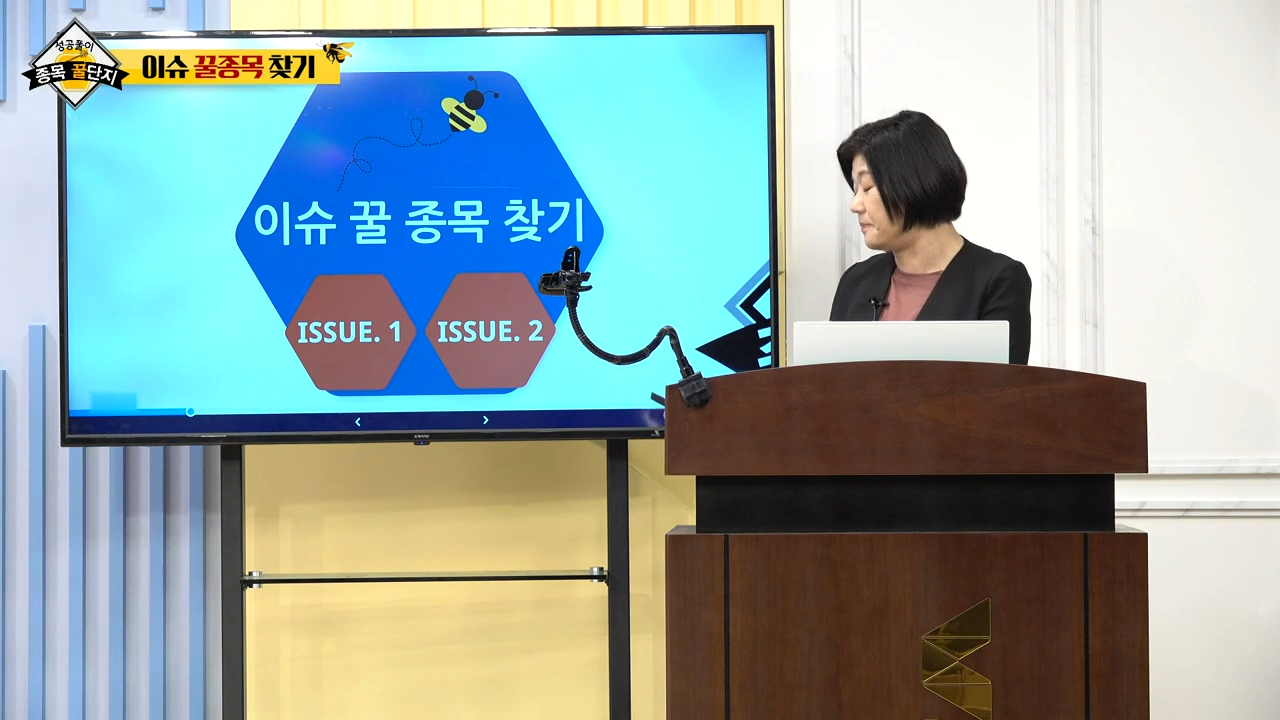 성공풀이
종목 꿀단지
이슈 꿀종목 찾기
이슈 꿀 종목 찾기
ISSUE. 1
ISSUE. 2